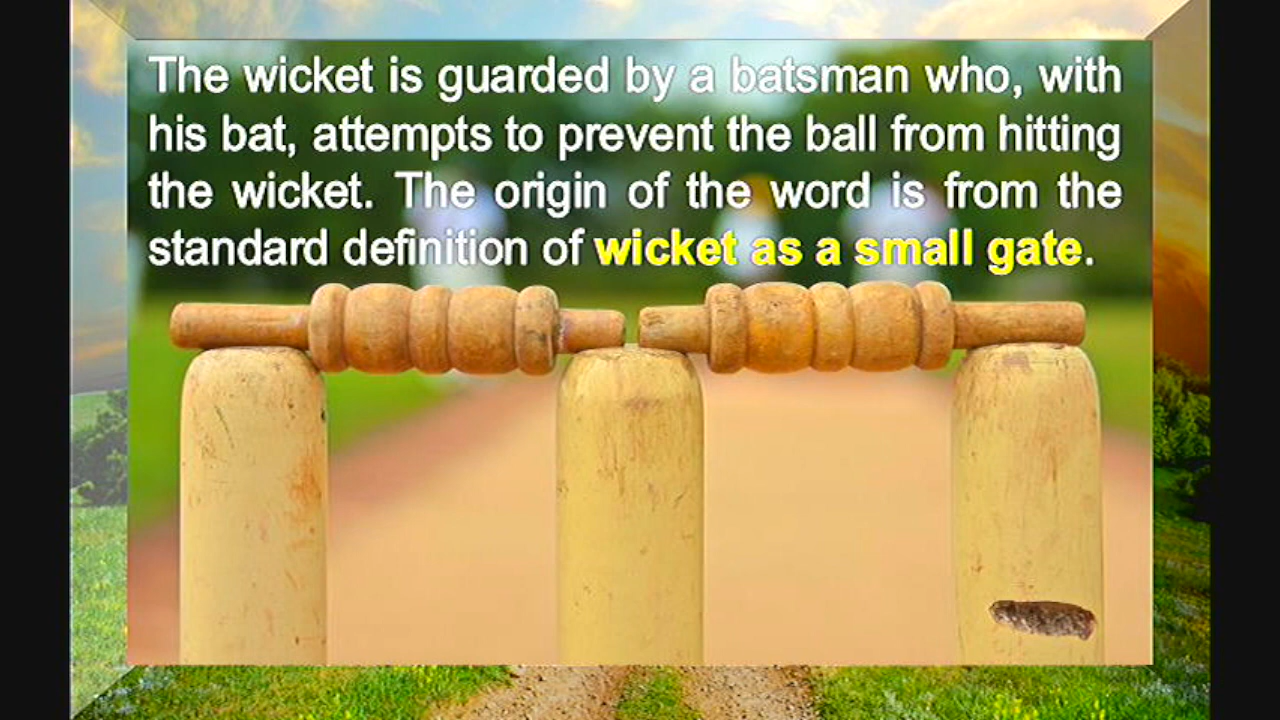 The wicket is guarded by a batsman who, with
his bat, attempts to prevent the ball from hitting
the wicket. The origin of the word is from the
standard definition of wicket as a small gate.